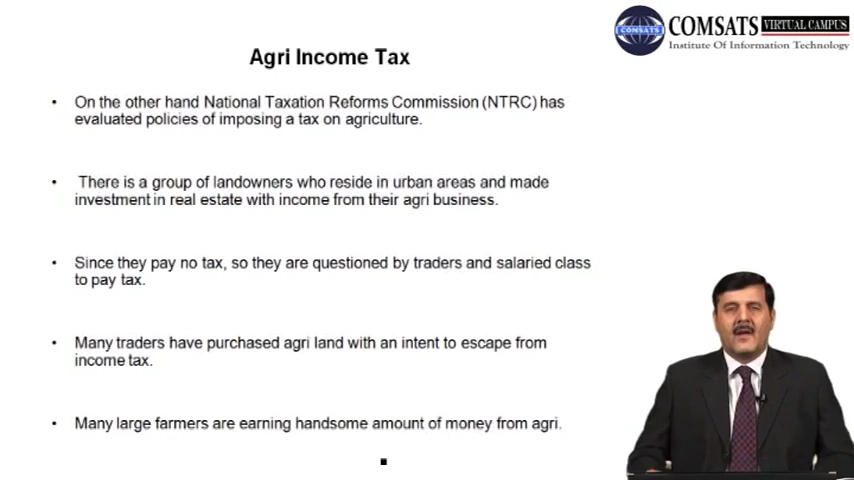 COMSATS VIRTUAL CAMPUS
Institute Of Information Technology
COMSATS
Agri Income Tax
• On the other hand National Taxation Reforms Commission (NTRC) has
evaluated policies of imposing a tax on agriculture.
• There is a group of landowners who reside in urban areas and made
investment in real estate with income from their agri business.
• Since they pay no tax, so they are questioned by traders and salaried class
to pay tax.
• Many traders have purchased agri land with an intent to escape from
income tax.
• Many large farmers are earning handsome amount of money from agri.